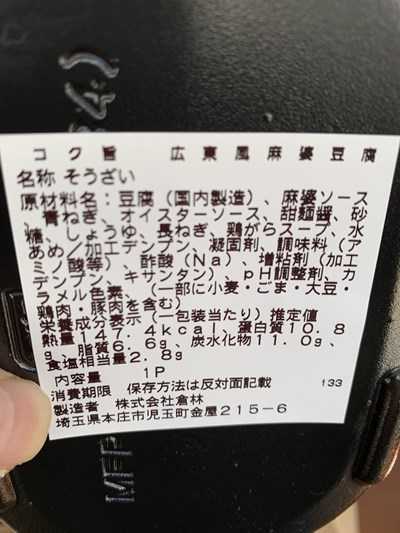 コク旨　広東風麻婆豆腐
名称 そうざい
原材料名：豆腐（国内製造）、麻婆ソース
、青ねぎ、オイスターソース、甜麺醤、砂
糖、しょうゆ、長ねぎ、鶏がらスープ、水
あめ／加工デンプン、凝固剤、調味料（ア
ミノ酸等）、酢酸（Na）、増粘剤（加工
デンプン、キサンタン）、pH調整剤、カ
ラメル色素、（一部に小麦・ごま・大豆・
鶏肉・豚肉を含む）
栄養成分表示（一包装当たり）推定値
熱量147.4kcal、蛋白質10.8
g、脂質6.6g、炭水化物11.0g、
食塩相当量2.8g
内容量　　1P
消費期限　保存方法は反対面記載　133
製造者　株式会社倉林
埼玉県本庄市児玉町金屋215-6